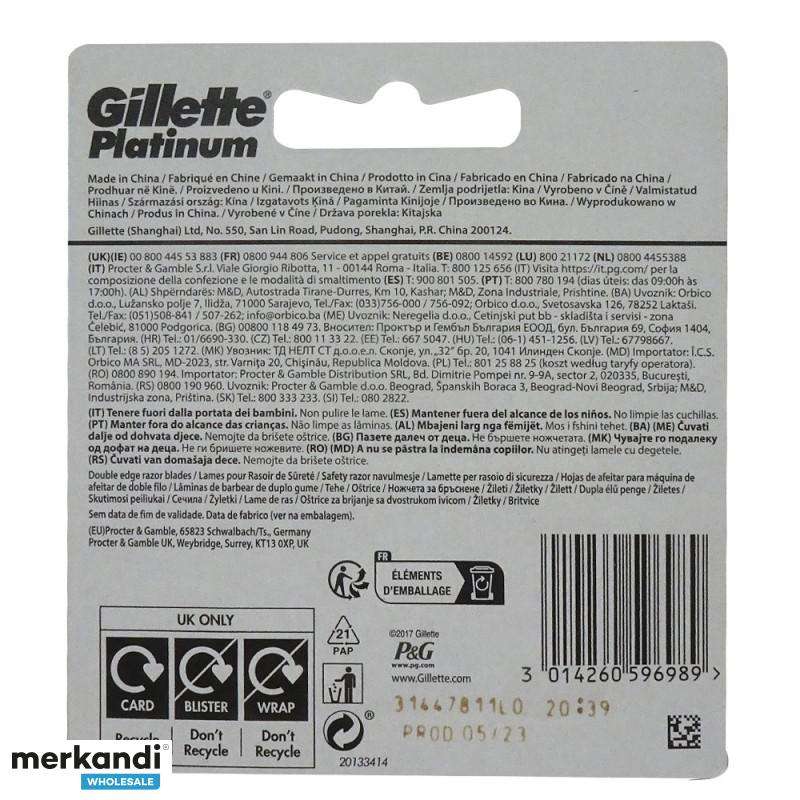 Gillette®
Platinum
Made in China / Fabriqué en Chine / Gemaakt in China / Prodotto in Cina / Fabricado en China / Fabricado na China /
Prodhuar në Kinë. / Proizvedeno u Kini. / Произведено в Китай. / Zemlja podrijetla: Kina / Vyrobeno v Číně / Valmistatud
Hiinas / Származási ország: Kína / Izgatavots Ķīnā / Pagaminta Kinijoje / Произведено во Кина. / Wyprodukowano w
Chinach / Produs in China. / Vyrobené v Číne / Država porekla: Kitajska
Gillette (Shanghai) Ltd, No. 550, San Lin Road, Pudong, Shanghai, P.R. China 200124.
(UK)(IE) 00 800 445 53 883 (FR) 0800 944 806 Service et appel gratuits (BE) 0800 14592 (LU) 800 21172 (NL) 0800 4455388
(IT) Procter & Gamble S.r.l. Viale Giorgio Ribotta, 11 - 00144 Roma - Italia. T: 800 125 656 (IT) Visita https://it.pg.com/ per la
composizione della confezione e le modalità di smaltimento (ES) T: 900 801 505. (PT) T: 800 780 194 (dias úteis: das 09:00h às
17:00h). (AL) Shpërndarës: M&D, Autostrada Tirane-Durres, Km 10, Kashar; M&D, Zona Industriale, Prishtine. (BA) Uvoznik: Orbico
d.o.o., Lužansko polje 7, Ilidža, 71000 Sarajevo, Tel./Fax: (033)756-000 / 756-092; Orbico d.o.o., Svetosavska 126, 78252 Laktaši.
Tel./Fax: (051)508-841 / 507-262; info@orbico.ba (ME) Uvoznik: Neregelia d.o.o., Cetinjski put bb - skladišta i servisi - zona
Čelebić, 81000 Podgorica. (BG) 00800 118 49 73. Вносител: Проктър и Гембъл България ЕООД, бул. България 69, София 1404,
България. (HR) Tel.: 01/6690-330. (CZ) Tel.: 800 11 33 22. (EE) Tel.: 667 5047. (HU) Tel.: (06-1) 451-1256. (LV) Tel.: 67798667.
(LT) Tel.: (8 5) 205 1272. (MK) Увозник: ТД НЕЛТ СТ д.о.о.ел. Скопје, ул.„32“ бр. 20, 1041 Илинден Скопје. (MD) Importator: Î.C.S.
Orbico MA SRL, MD-2023, str. Varniţa 20, Chişinău, Republica Moldova. (PL) Tel.: 801 25 88 25 (koszt według taryfy operatora).
(RO) 0800 890 194. Importator: Procter & Gamble Distribution SRL, Bd. Dimitrie Pompei nr. 9-9A, sector 2, 020335, Bucureşti,
România. (RS) 0800 190 960. Uvoznik: Procter & Gamble d.o.o. Beograd, Španskih Boraca 3, Beograd-Novi Beograd, Srbija; M&D,
Industrijska zona, Priština. (SK) Tel.: 800 333 233. (SI) Tel.: 080 2822.
(IT) Tenere fuori dalla portata dei bambini. Non pulire le lame. (ES) Mantener fuera del alcance de los niños. No limpie las cuchillas.
(PT) Manter fora do alcance das crianças. Não limpe as lâminas. (AL) Mbajeni larg nga fëmijët. Mos i fshini tehet. (BA) (ME) Čuvati
dalje od dohvata djece. Nemojte da brišete oštrice. (BG) Пазете далеч от деца. Не бършете ножчетата. (MK) Чувајте го подалеку
од дофат на деца. Не ги бришете ножевите. (RO) (MD) A nu se păstra la îndemâna copiilor. Nu atingeţi lamele cu degetele.
(RS) Čuvati van domašaja dece. Nemojte da brišete oštrice.
Double edge razor blades / Lames pour Rasoir de Sûreté / Safety razor navulmesje / Lamette per rasoio di sicurezza / Hojas de afeitar para máquina de
afeitar de doble filo / Lâminas de barbear de duplo gume / Tehe / Oštrice / Ножчета за бръснене / Žileti / Žiletky / Žilett / Dupla élű penge / Žiletes /
Skutimosi peiliukai / Сечила / Żyletki / Lame de ras / Oštrice za brijanje sa dvostrukom ivicom / Žiletky / Britvice
Sem data de fim de validade. Data de fabrico (ver na embalagem).
(EU)Procter & Gamble, 65823 Schwalbach/Ts., Germany
Procter & Gamble UK, Weybridge, Surrey, KT13 0XP, UK
FR
ÉLÉMENTS
D'EMBALLAGE
UK ONLY
CARD
BLISTER
WRAP
Recycle
Don't
Recycle
Don't
Recycle
21
PAP
©2017 Gillette
P&G
www.pg.com
www.Gillette.com
3 014260 596989 >
31447811L0 20:39
PROD 05/23
20133414
merkandi
WHOLESALE